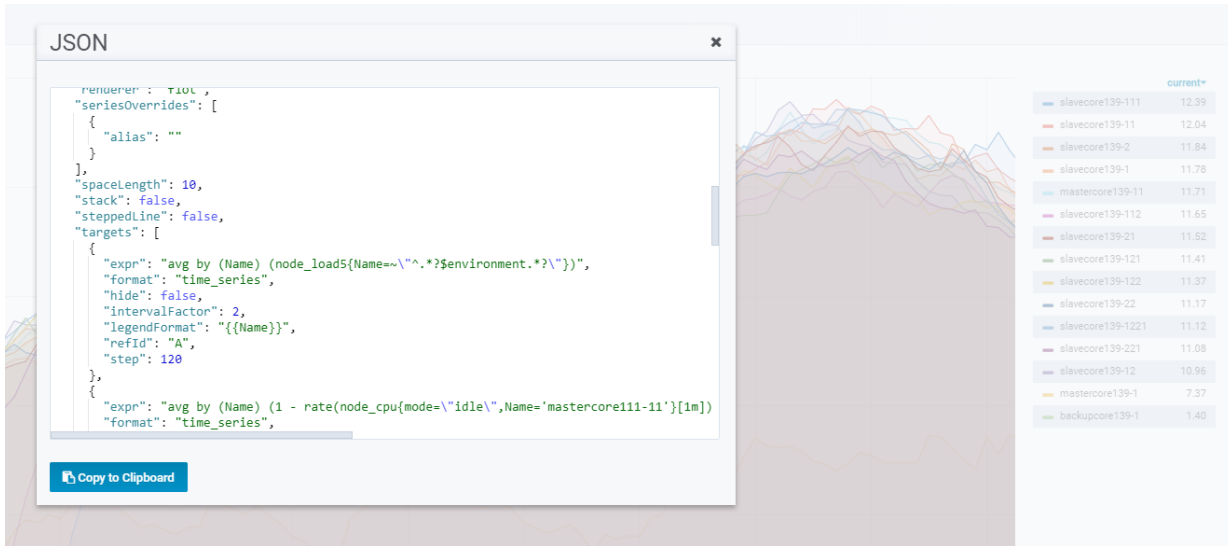 JSON
"renderer": "flot",
"seriesOverrides": [
{
"alias": ""
}
],
"spaceLength": 10,
"stack": false,
"steppedLine": false,
"targets": [
{
"expr": "avg by (Name) (node_load5{Name=~\"^.*?$environment.*?\"})",
"format": "time_series",
"hide": false,
"intervalFactor": 2,
"legendFormat": "{{Name}}",
"refId": "A",
"step": 120
},
{
"expr": "avg by (Name) (1 - rate(node_cpu{mode=\"idle\",Name='mastercore111-11'}[1m])
"format": "time_series",
Copy to Clipboard
current
slavecore139-111 12.39
slavecore139-11 12.04
slavecore139-2 11.84
slavecore139-1 11.78
mastercore139-11 11.71
slavecore139-112 11.65
slavecore139-21 11.52
slavecore139-121 11.41
slavecore139-122 11.37
slavecore139-22 11.17
slavecore139-1221 11.12
slavecore139-221 11.08
slavecore139-12 10.96
mastercore139-1 7.37
backupcore139-1 1.40